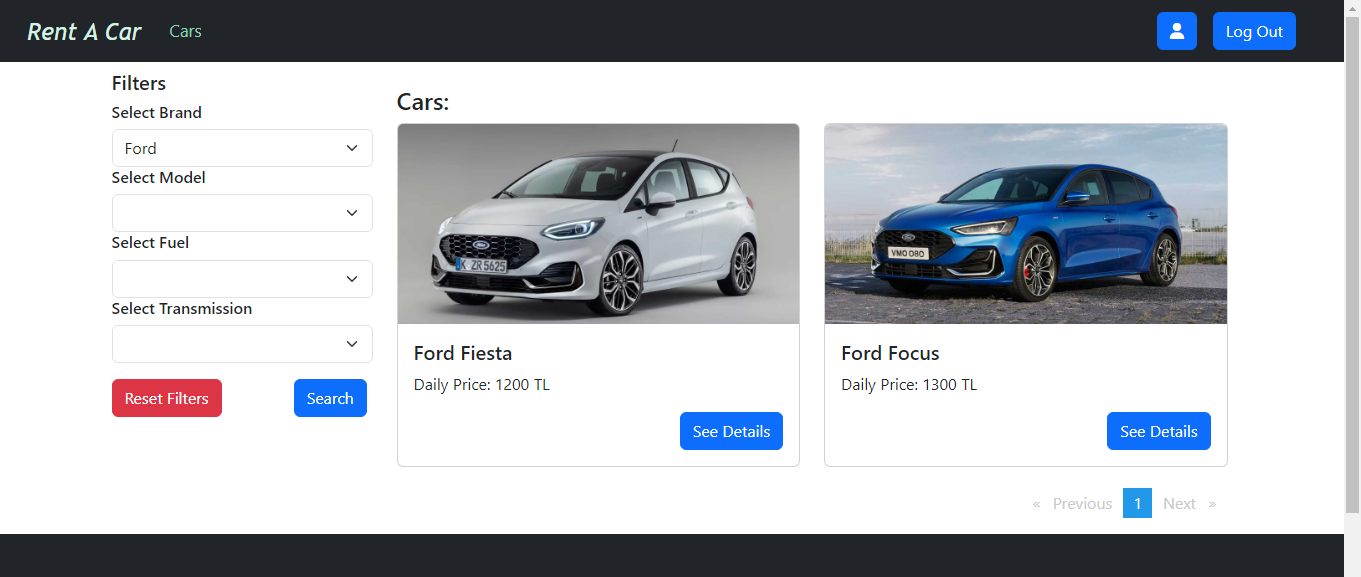 Rent A Car
Cars
Log Out
Filters
Select Brand
Ford
Select Model
Select Fuel
Select Transmission
Reset Filters
Search
Cars:
Ford
K ZR 5625
Ford Fiesta
Daily Price: 1200 TL
See Details
Ford
VMO 080
Ford Focus
Daily Price: 1300 TL
See Details
« Previous 1 Next »